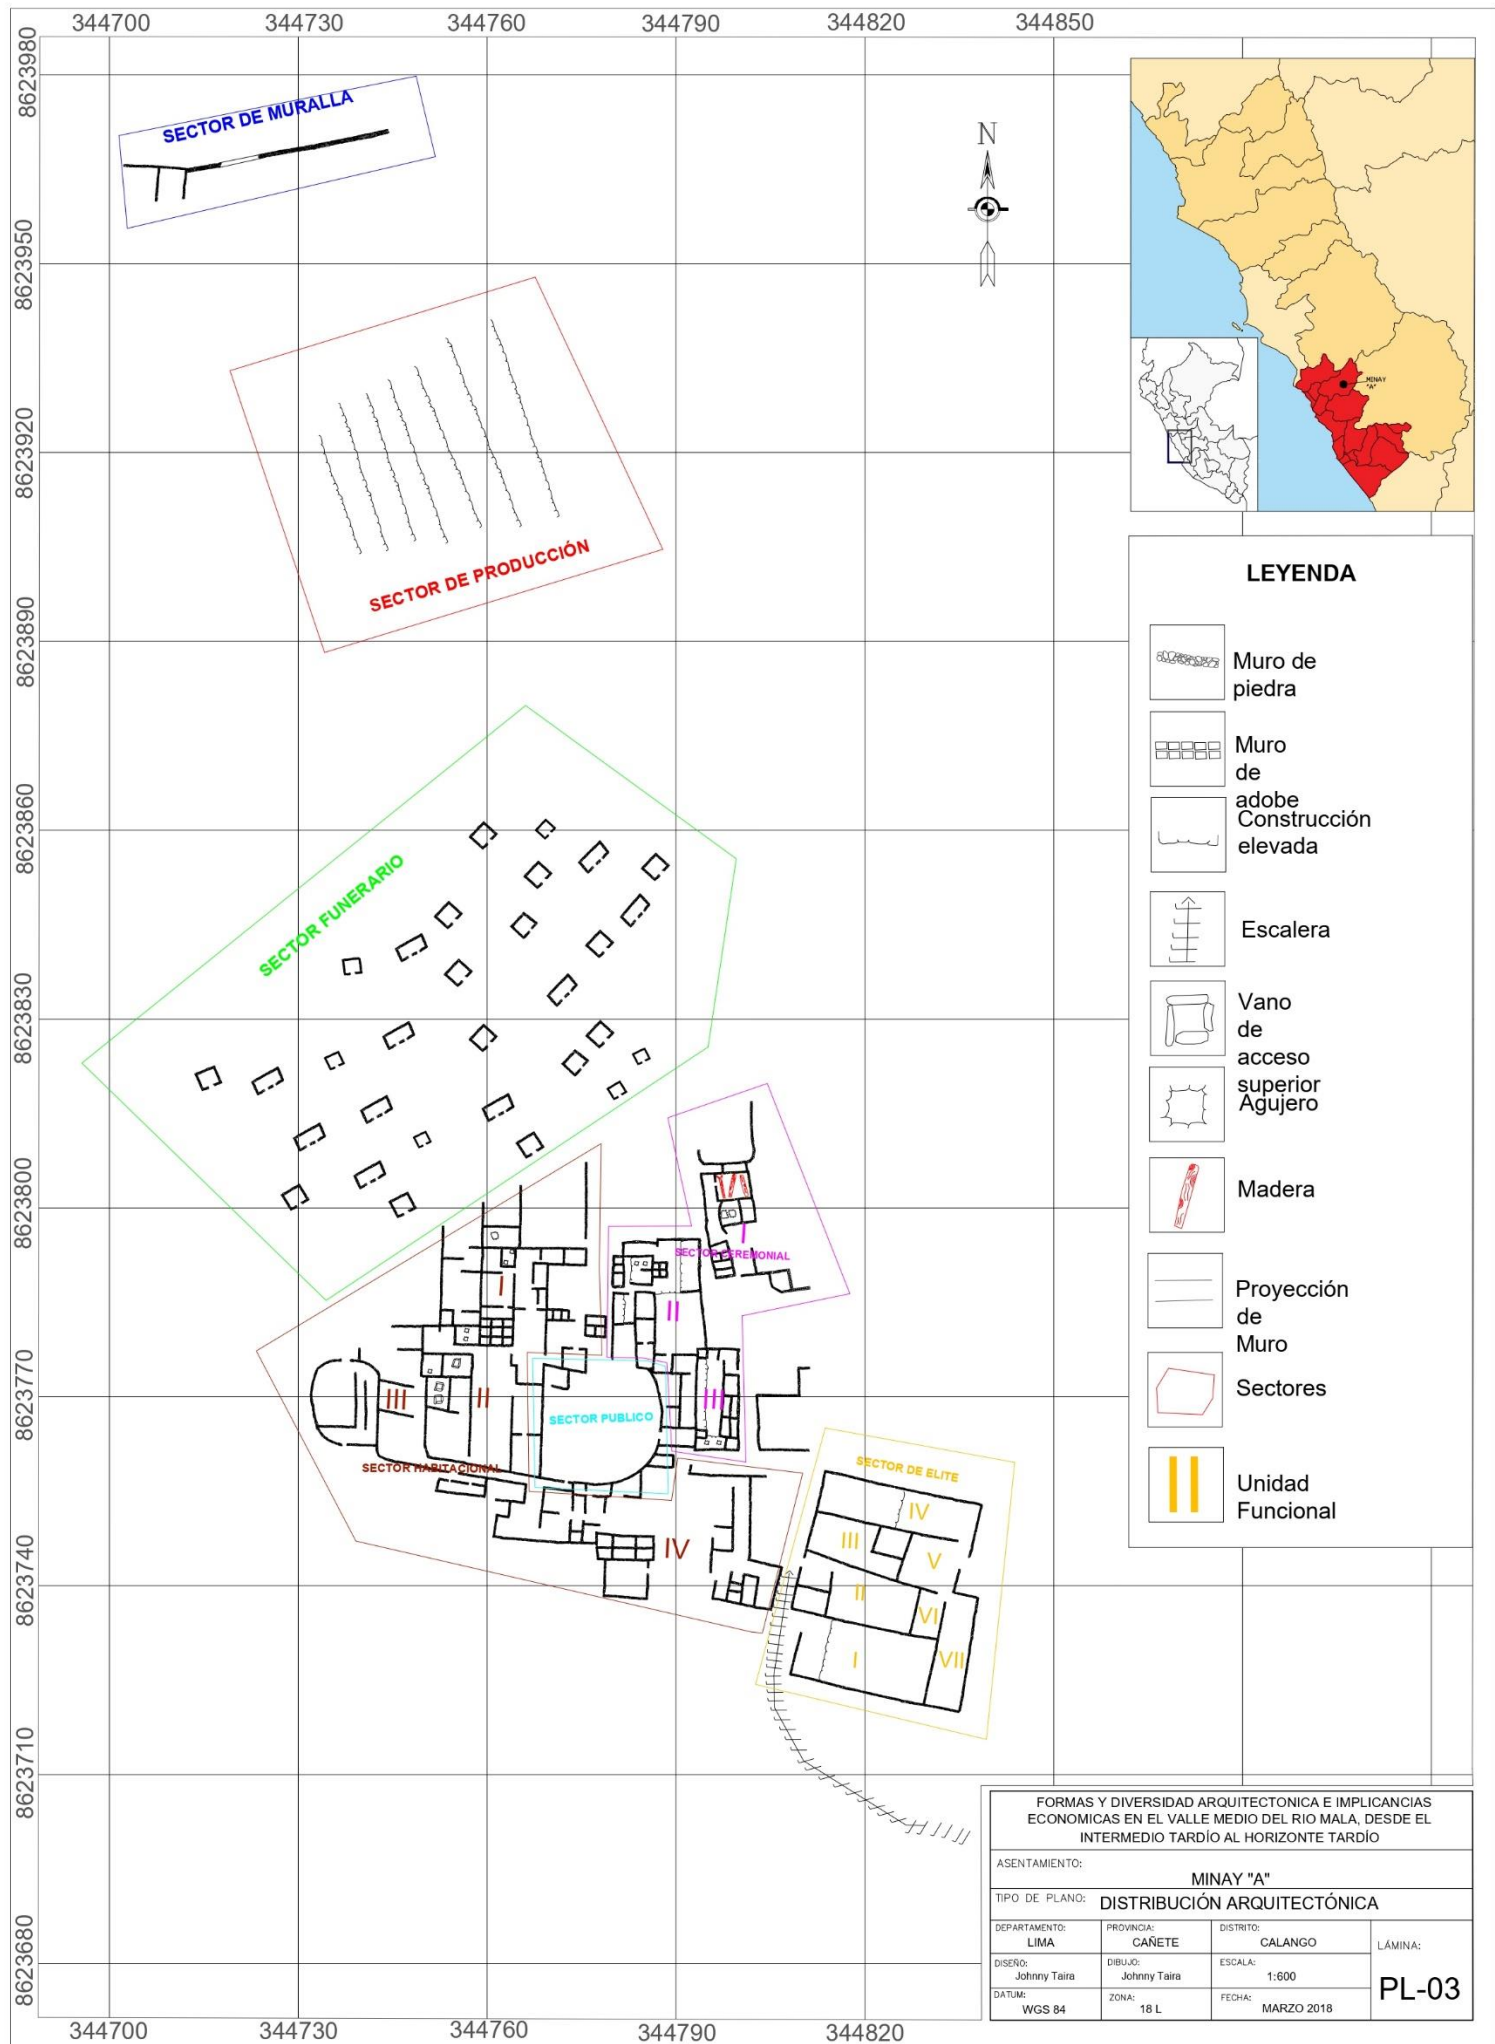 344700 344730 344760 344790 344820 344850
8623980
SECTOR DE MURALLA
N
8623950
MINAY
"A"
8623920
SECTOR DE PRODUCCIÓN
8623890
8623860
SECTOR FUNERARIO
8623830
8623800
I
SECTOR CEREMONIAL
I
II
8623770
III
II
III
SECTOR PUBLICO
SECTOR HABITACIONAL
SECTOR DE ELITE
IV
III
IV
V
8623740
II
VI
I
VII
8623710
8623680
LEYENDA
Muro de
piedra
Muro
de
adobe
Construcción
elevada
Escalera
Vano
de
acceso
superior
Agujero
Madera
Proyección
de
Muro
Sectores
Unidad
Funcional
FORMAS Y DIVERSIDAD ARQUITECTONICA E IMPLICANCIAS
ECONOMICAS EN EL VALLE MEDIO DEL RIO MALA, DESDE EL
INTERMEDIO TARDÍO AL HORIZONTE TARDÍO
ASENTAMIENTO:
MINAY "A"
TIPO DE PLANO: DISTRIBUCIÓN ARQUITECTÓNICA
DEPARTAMENTO: PROVINCIA: DISTRITO:
LIMA CAÑETE CALANGO
LÁMINA:
DISEÑO: DIBUJO: ESCALA:
Johnny Taira Johnny Taira 1:600
PL-03
DATUM: ZONA: FECHA:
WGS 84 18 L MARZO 2018
344700 344730 344760 344790 344820